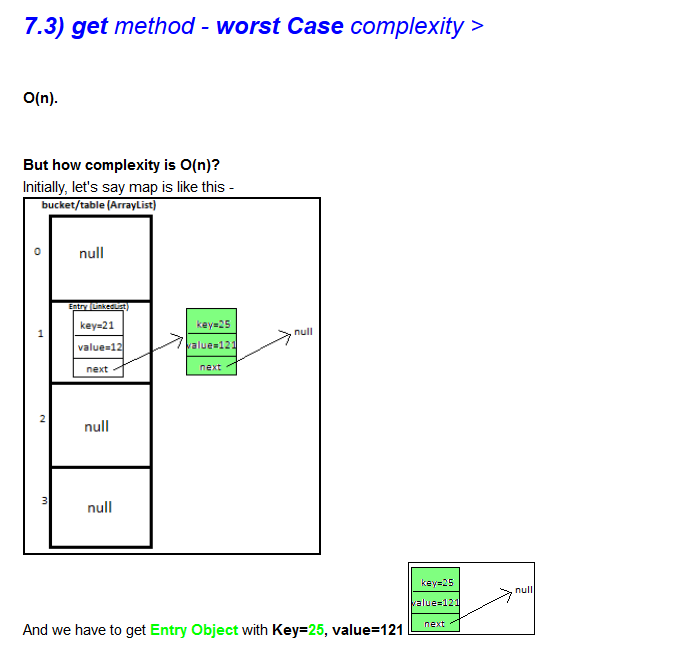 7.3) get method - worst Case complexity >
O(n).
But how complexity is O(n)?
Initially, let's say map is like this -
bucket/table (ArrayList)
0
null
Entry (LinkedList)
1
key=21
value=12
next
key=25
value=121
next
null
2
null
3
null
And we have to get Entry Object with Key=25, value=121
key=25
value=121
next
null